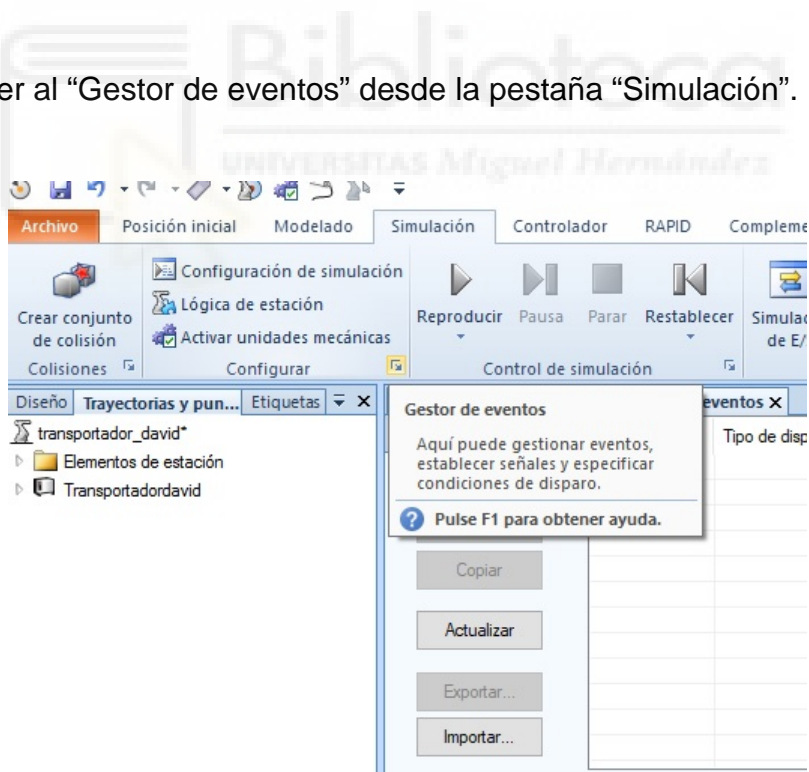 Biblioteca
er al “Gestor de eventos” desde la pestaña “Simulación”.
UNIVERSITAS Miguel Hernández
Archivo Posición inicial Modelado Simulación Controlador RAPID Compleme
Configuración de simulación
Lógica de estación
Activar unidades mecánicas
Crear conjunto
de colisión
Reproducir Pausa Parar Restablecer
Simulac
de E/
Colisiones Configurar Control de simulación
Diseño Trayectorias y pun... Etiquetas X
eventos X
transportador_david*
Elementos de estación
Transportadordavid
Gestor de eventos
Aquí puede gestionar eventos,
establecer señales y especificar
condiciones de disparo.
Pulse F1 para obtener ayuda.
Tipo de disp
Copiar
Actualizar
Exportar...
Importar...